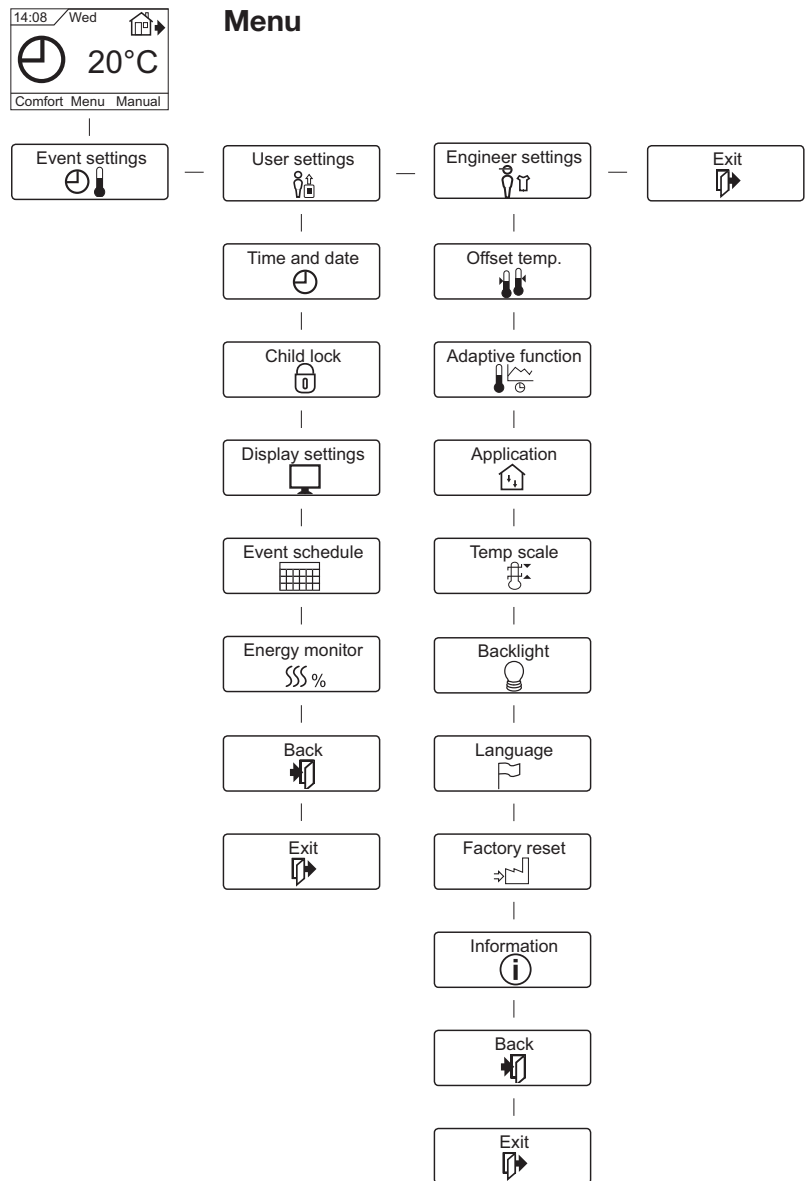 14:08 Wed
Menu
20°C
Comfort Menu Manual
Event settings
User settings
Time and date
Child lock
Display settings
Event schedule
Energy monitor
%
Back
Exit
Engineer settings
Offset temp.
Adaptive function
Application
Temp scale
Backlight
Language
Factory reset
Information
i
Back
Exit
Exit